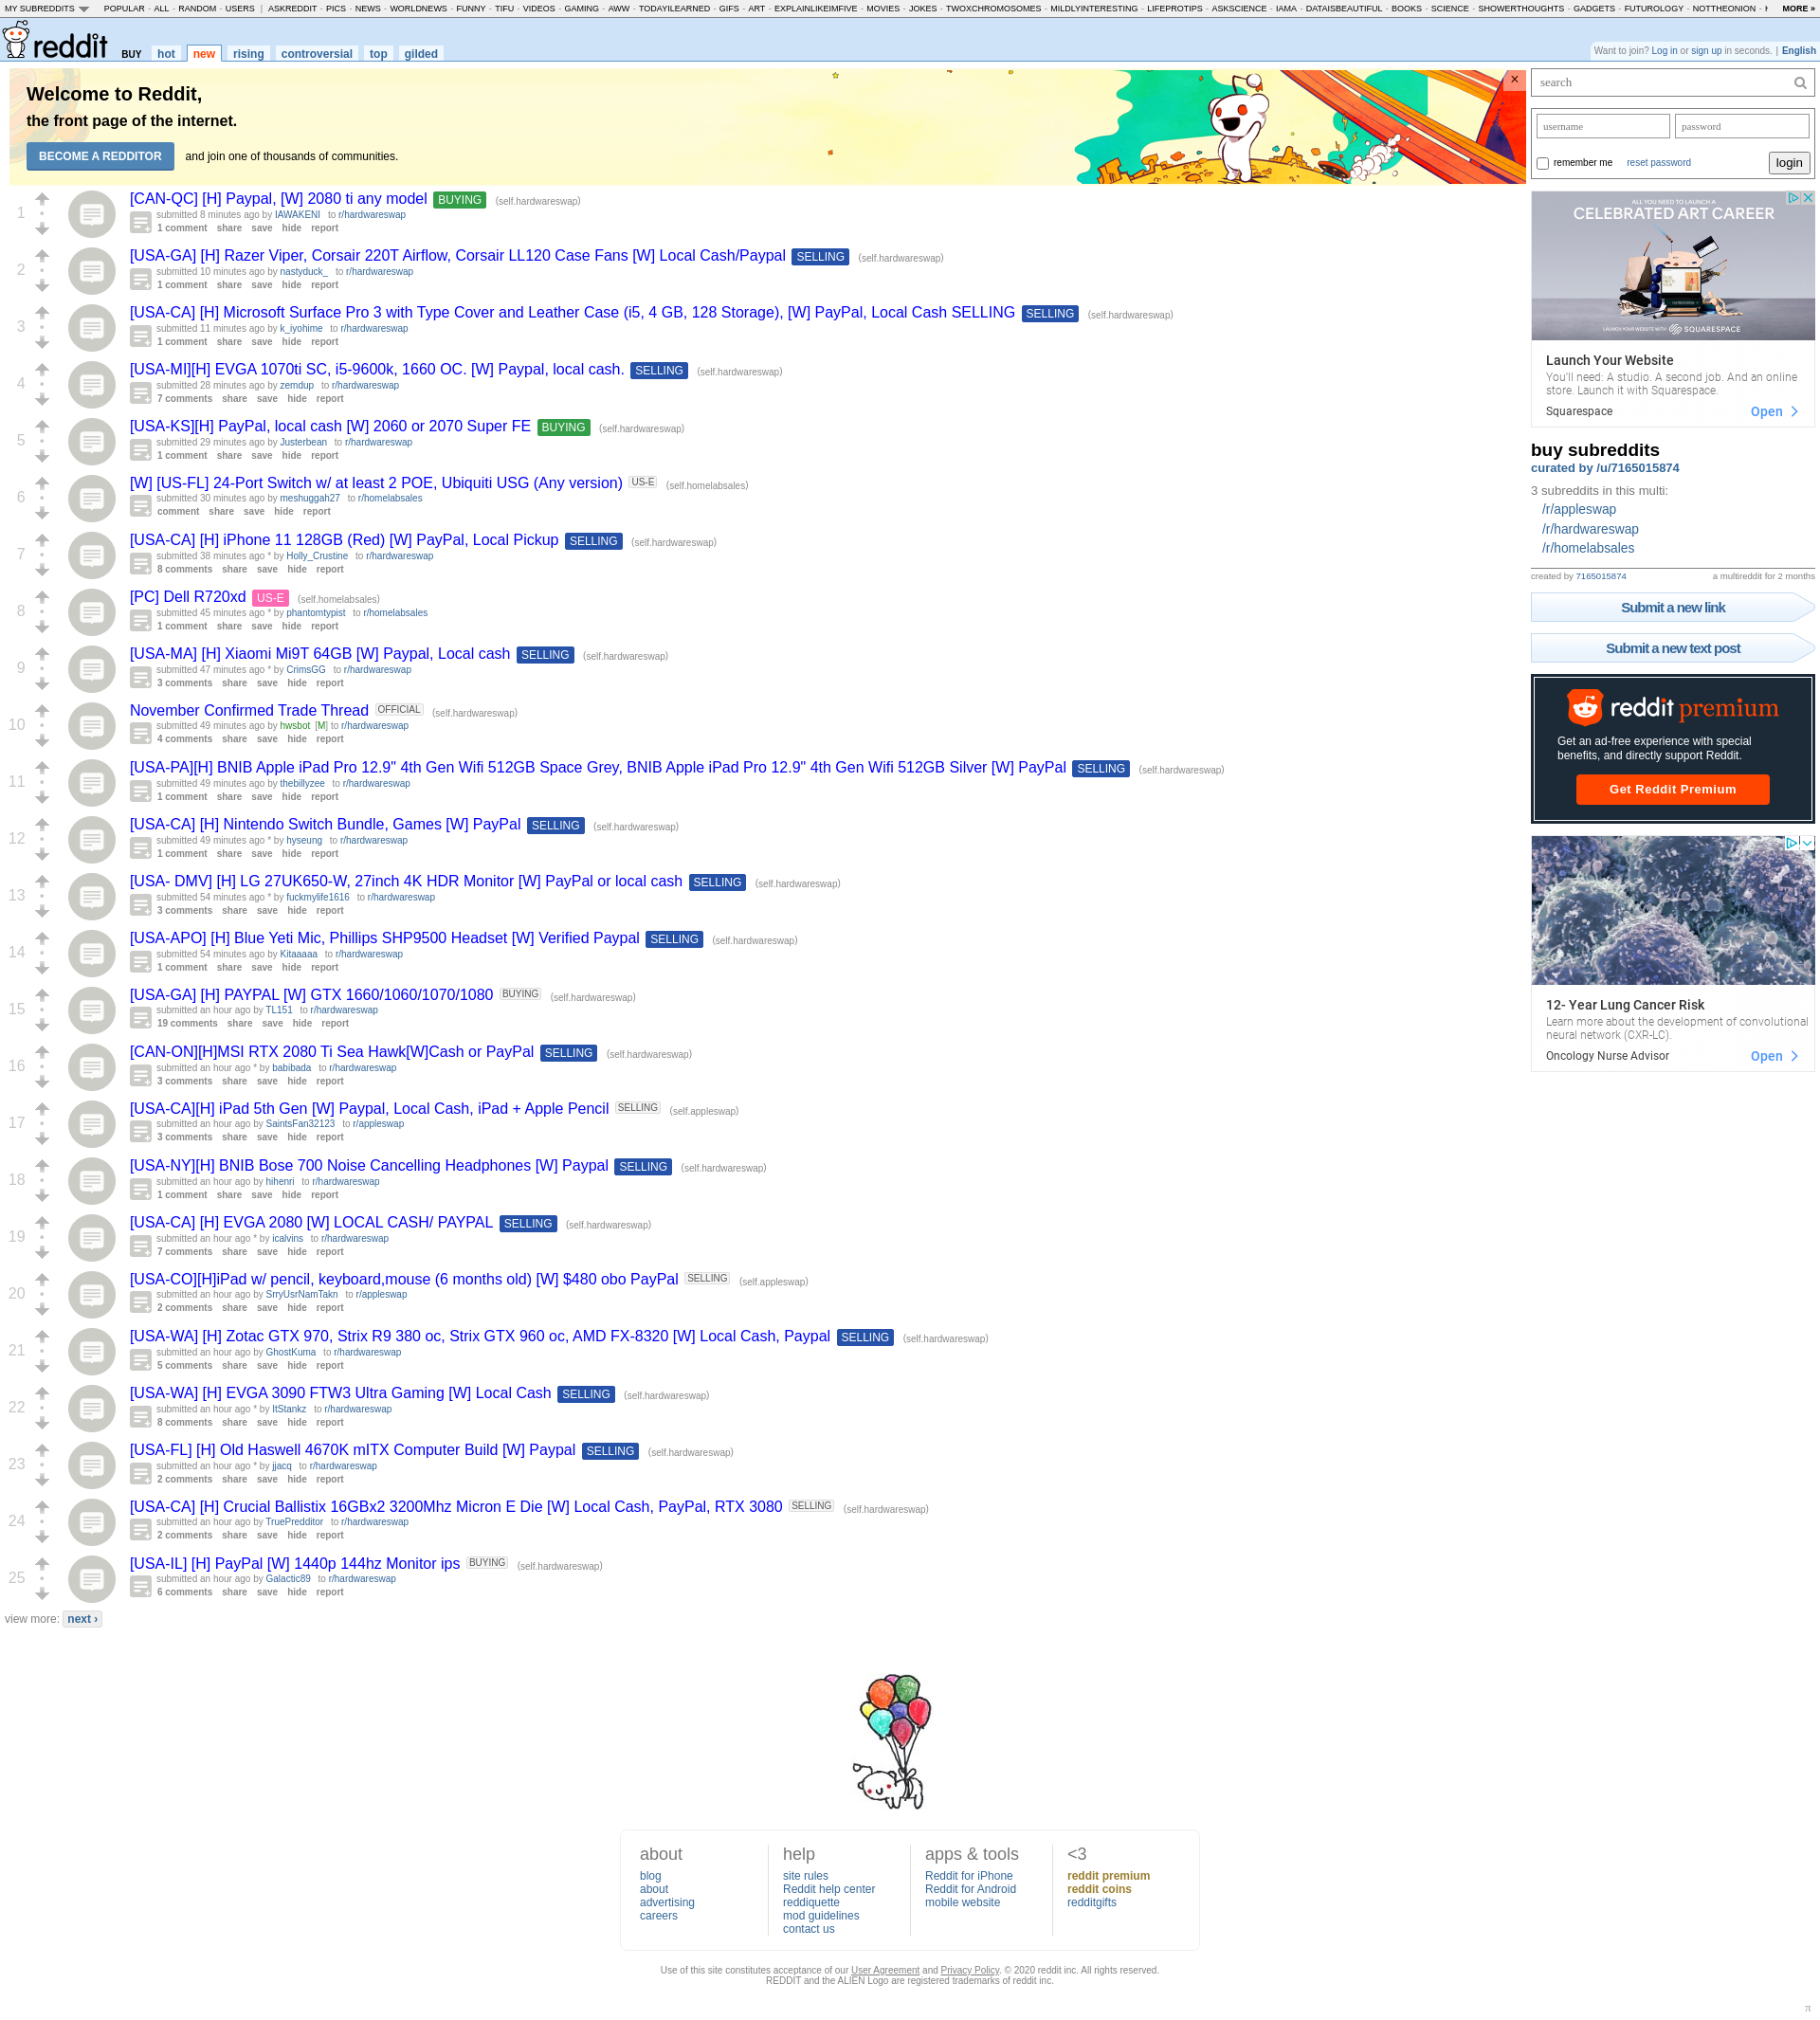 MY SUBREDDITS POPULAR - ALL - RANDOM - USERS | ASKREDDIT - PICS - NEWS - WORLDNEWS - FUNNY - TIFU - VIDEOS - GAMING - AWW - TODAYILEARNED - GIFS - ART - EXPLAINLIKEIMFIVE - MOVIES - JOKES - TWOXCHROMOSOMES - MILDLYINTERESTING - LIFEPROTIPS - ASKSCIENCE - IAMA - DATAISBEAUTIFUL - BOOKS - SCIENCE - SHOWERTHOUGHTS - GADGETS - FUTUROLOGY - NOTTHEONION - MORE »
reddit BUY hot new rising controversial top gilded
Want to join? Log in or sign up in seconds. | English
Welcome to Reddit,
the front page of the internet.
BECOME A REDDITOR and join one of thousands of communities.
×
search
username password
remember me reset password login
1
[CAN-QC] [H] Paypal, [W] 2080 ti any model BUYING (self.hardwareswap)
submitted 8 minutes ago by IAWAKENI to r/hardwareswap
1 comment share save hide report
2
[USA-GA] [H] Razer Viper, Corsair 220T Airflow, Corsair LL120 Case Fans [W] Local Cash/Paypal SELLING (self.hardwareswap)
submitted 10 minutes ago by nastyduck_ to r/hardwareswap
1 comment share save hide report
3
[USA-CA] [H] Microsoft Surface Pro 3 with Type Cover and Leather Case (i5, 4 GB, 128 Storage), [W] PayPal, Local Cash SELLING SELLING (self.hardwareswap)
submitted 11 minutes ago by k_iyohime to r/hardwareswap
1 comment share save hide report
4
[USA-MI][H] EVGA 1070ti SC, i5-9600k, 1660 OC. [W] Paypal, local cash. SELLING (self.hardwareswap)
submitted 28 minutes ago by zemdup to r/hardwareswap
7 comments share save hide report
5
[USA-KS][H] PayPal, local cash [W] 2060 or 2070 Super FE BUYING (self.hardwareswap)
submitted 29 minutes ago by Justerbean to r/hardwareswap
1 comment share save hide report
6
[W] [US-FL] 24-Port Switch w/ at least 2 POE, Ubiquiti USG (Any version) US-E (self.homelabsales)
submitted 30 minutes ago by meshuggah27 to r/homelabsales
comment share save hide report
7
[USA-CA] [H] iPhone 11 128GB (Red) [W] PayPal, Local Pickup SELLING (self.hardwareswap)
submitted 38 minutes ago * by Holly_Crustine to r/hardwareswap
8 comments share save hide report
8
[PC] Dell R720xd US-E (self.homelabsales)
submitted 45 minutes ago * by phantomtypist to r/homelabsales
1 comment share save hide report
9
[USA-MA] [H] Xiaomi Mi9T 64GB [W] Paypal, Local cash SELLING (self.hardwareswap)
submitted 47 minutes ago * by CrimsGG to r/hardwareswap
3 comments share save hide report
10
November Confirmed Trade Thread OFFICIAL (self.hardwareswap)
submitted 49 minutes ago by hwsbot [M] to r/hardwareswap
4 comments share save hide report
11
[USA-PA][H] BNIB Apple iPad Pro 12.9" 4th Gen Wifi 512GB Space Grey, BNIB Apple iPad Pro 12.9" 4th Gen Wifi 512GB Silver [W] PayPal SELLING (self.hardwareswap)
submitted 49 minutes ago by thebillyzee to r/hardwareswap
1 comment share save hide report
12
[USA-CA] [H] Nintendo Switch Bundle, Games [W] PayPal SELLING (self.hardwareswap)
submitted 49 minutes ago * by hyseung to r/hardwareswap
1 comment share save hide report
13
[USA- DMV] [H] LG 27UK650-W, 27inch 4K HDR Monitor [W] PayPal or local cash SELLING (self.hardwareswap)
submitted 54 minutes ago * by fuckmylife1616 to r/hardwareswap
3 comments share save hide report
14
[USA-APO] [H] Blue Yeti Mic, Phillips SHP9500 Headset [W] Verified Paypal SELLING (self.hardwareswap)
submitted 54 minutes ago by Kitaaaaa to r/hardwareswap
1 comment share save hide report
15
[USA-GA] [H] PAYPAL [W] GTX 1660/1060/1070/1080 BUYING (self.hardwareswap)
submitted an hour ago by TL151 to r/hardwareswap
19 comments share save hide report
16
[CAN-ON][H]MSI RTX 2080 Ti Sea Hawk[W]Cash or PayPal SELLING (self.hardwareswap)
submitted an hour ago * by babibada to r/hardwareswap
3 comments share save hide report
17
[USA-CA][H] iPad 5th Gen [W] Paypal, Local Cash, iPad + Apple Pencil SELLING (self.appleswap)
submitted an hour ago by SaintsFan32123 to r/appleswap
3 comments share save hide report
18
[USA-NY][H] BNIB Bose 700 Noise Cancelling Headphones [W] Paypal SELLING (self.hardwareswap)
submitted an hour ago by hihenri to r/hardwareswap
1 comment share save hide report
19
[USA-CA] [H] EVGA 2080 [W] LOCAL CASH/ PAYPAL SELLING (self.hardwareswap)
submitted an hour ago * by icalvins to r/hardwareswap
7 comments share save hide report
20
[USA-CO][H]iPad w/ pencil, keyboard,mouse (6 months old) [W] $480 obo PayPal SELLING (self.appleswap)
submitted an hour ago by SrryUsrNamTakn to r/appleswap
2 comments share save hide report
21
[USA-WA] [H] Zotac GTX 970, Strix R9 380 oc, Strix GTX 960 oc, AMD FX-8320 [W] Local Cash, Paypal SELLING (self.hardwareswap)
submitted an hour ago by GhostKuma to r/hardwareswap
5 comments share save hide report
22
[USA-WA] [H] EVGA 3090 FTW3 Ultra Gaming [W] Local Cash SELLING (self.hardwareswap)
submitted an hour ago * by ItStankz to r/hardwareswap
8 comments share save hide report
23
[USA-FL] [H] Old Haswell 4670K mITX Computer Build [W] Paypal SELLING (self.hardwareswap)
submitted an hour ago * by jjacq to r/hardwareswap
2 comments share save hide report
24
[USA-CA] [H] Crucial Ballistix 16GBx2 3200Mhz Micron E Die [W] Local Cash, PayPal, RTX 3080 SELLING (self.hardwareswap)
submitted an hour ago by TruePredditor to r/hardwareswap
2 comments share save hide report
25
[USA-IL] [H] PayPal [W] 1440p 144hz Monitor ips BUYING (self.hardwareswap)
submitted an hour ago by Galactic89 to r/hardwareswap
6 comments share save hide report
view more: next ›
ALL YOU NEED TO LAUNCH A
CELEBRATED ART CAREER
LAUNCH YOUR WEBSITE WITH SQUARESPACE
Launch Your Website
You'll need: A studio. A second job. And an online
store. Launch it with Squarespace.
Squarespace Open
buy subreddits
curated by /u/7165015874
3 subreddits in this multi:
/r/appleswap
/r/hardwareswap
/r/homelabsales
created by 7165015874 a multireddit for 2 months
Submit a new link
Submit a new text post
reddit premium
Get an ad-free experience with special
benefits, and directly support Reddit.
Get Reddit Premium
12- Year Lung Cancer Risk
Learn more about the development of convolutional
neural network (CXR-LC).
Oncology Nurse Advisor Open
about
blog
about
advertising
careers
help
site rules
Reddit help center
reddiquette
mod guidelines
contact us
apps & tools
Reddit for iPhone
Reddit for Android
mobile website
<3
reddit premium
reddit coins
redditgifts
Use of this site constitutes acceptance of our User Agreement and Privacy Policy. © 2020 reddit inc. All rights reserved.
REDDIT and the ALIEN Logo are registered trademarks of reddit inc.
π